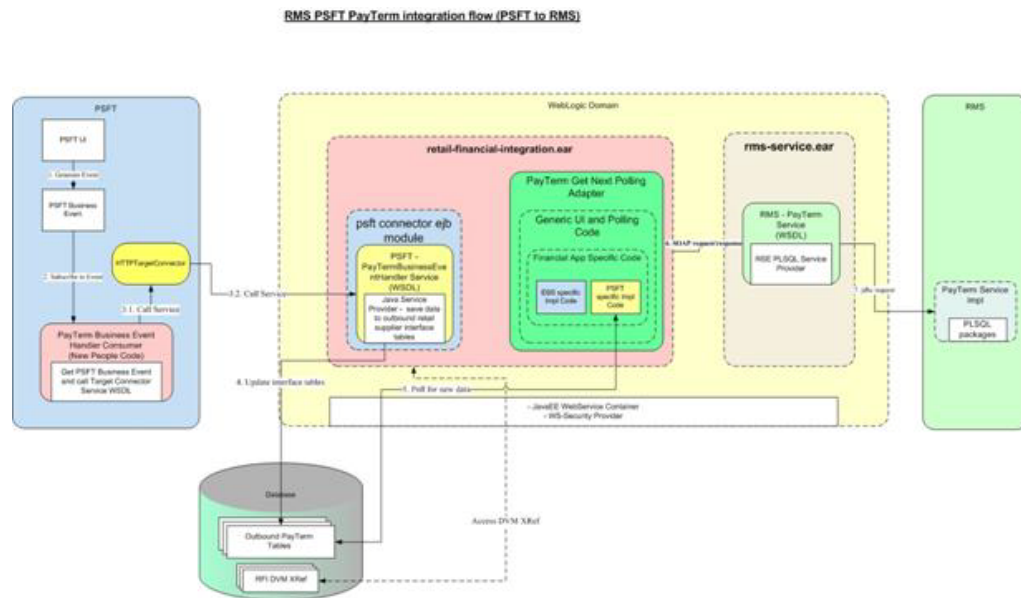 RMS PSFT PayTerm integration flow (PSFT to RMS)
PSFT
PSFT UI
1. Generate Event
PSFT Business
Event
2. Subscribe to Event
HTTPTargetConnector
3.1. Call Service
PayTerm Business Event
Handler Consumer
(New People Code)
Get PSFT Business Event
and call Target Connector
Service WSDL
3.2. Call Service
WebLogic Domain
retail-financial-integration.ear
psft connector ejb
module
PSFT -
PayTermBusinessEve
ntHandler Service
(WSDL)
Java Service
Provider - save data
to outbound retail
supplier interface
tables
PayTerm Get Next Polling
Adapter
Generic UI and Polling
Code
Financial App Specific Code
EBS specific
Impl Code
PSFT
specific Impl
Code
6. SOAP request/response
rms-service.ear
RMS - PayTerm
Service
(WSDL)
RSE PLSQL Service
Provider
7. jdbc request
RMS
PayTerm Service
Impl
PLSQL
packages
4. Update interface tables
5. Poll for new data
- JavaEE WebService Container
- WS-Security Provider
Database
Outbound PayTerm
Tables
RFI DVM XRef
Access DVM XRef